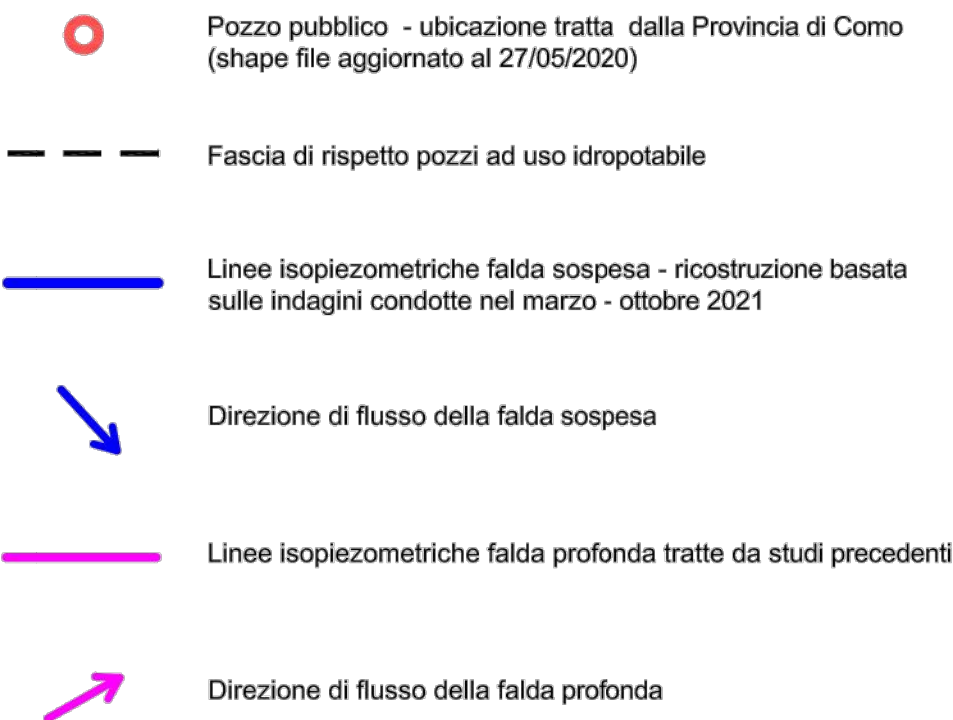 Pozzo pubblico - ubicazione tratta dalla Provincia di Como
(shape file aggiornato al 27/05/2020)
Fascia di rispetto pozzi ad uso idropotabile
Linee isopiezometriche falda sospesa - ricostruzione basata
sulle indagini condotte nel marzo - ottobre 2021
Direzione di flusso della falda sospesa
Linee isopiezometriche falda profonda tratte da studi precedenti
Direzione di flusso della falda profonda